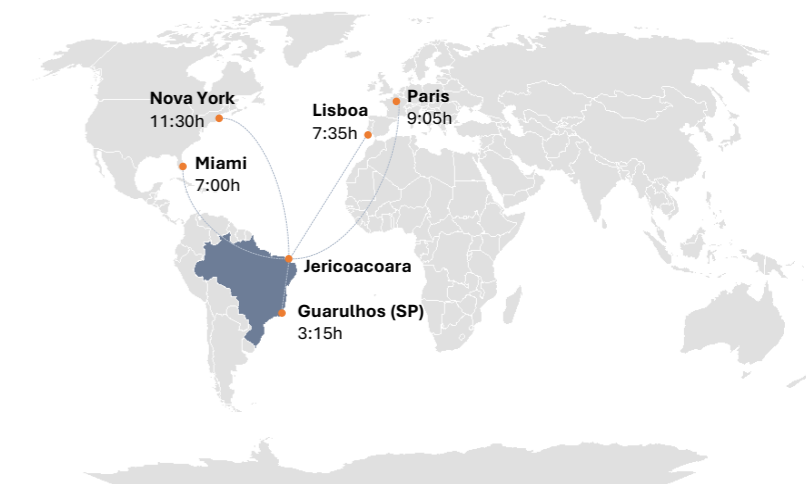 Nova York
11:30h
Paris
9:05h
Lisboa
7:35h
Miami
7:00h
Jericoacoara
Guarulhos (SP)
3:15h